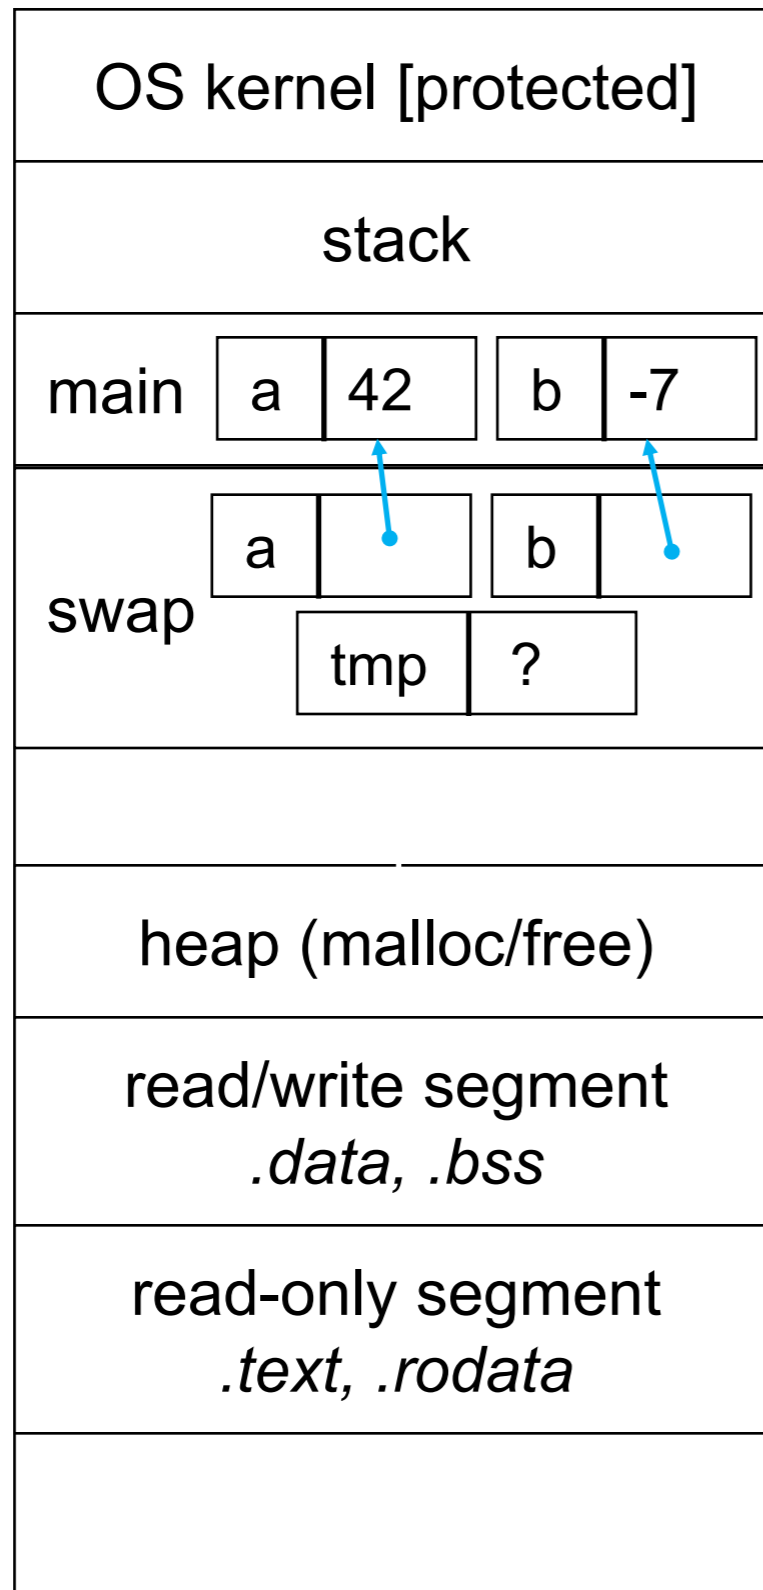 OS kernel [protected]
stack
main a 42 b -7
a b
swap
tmp ?
heap (malloc/free)
read/write segment
.data, .bss
read-only segment
.text, .rodata